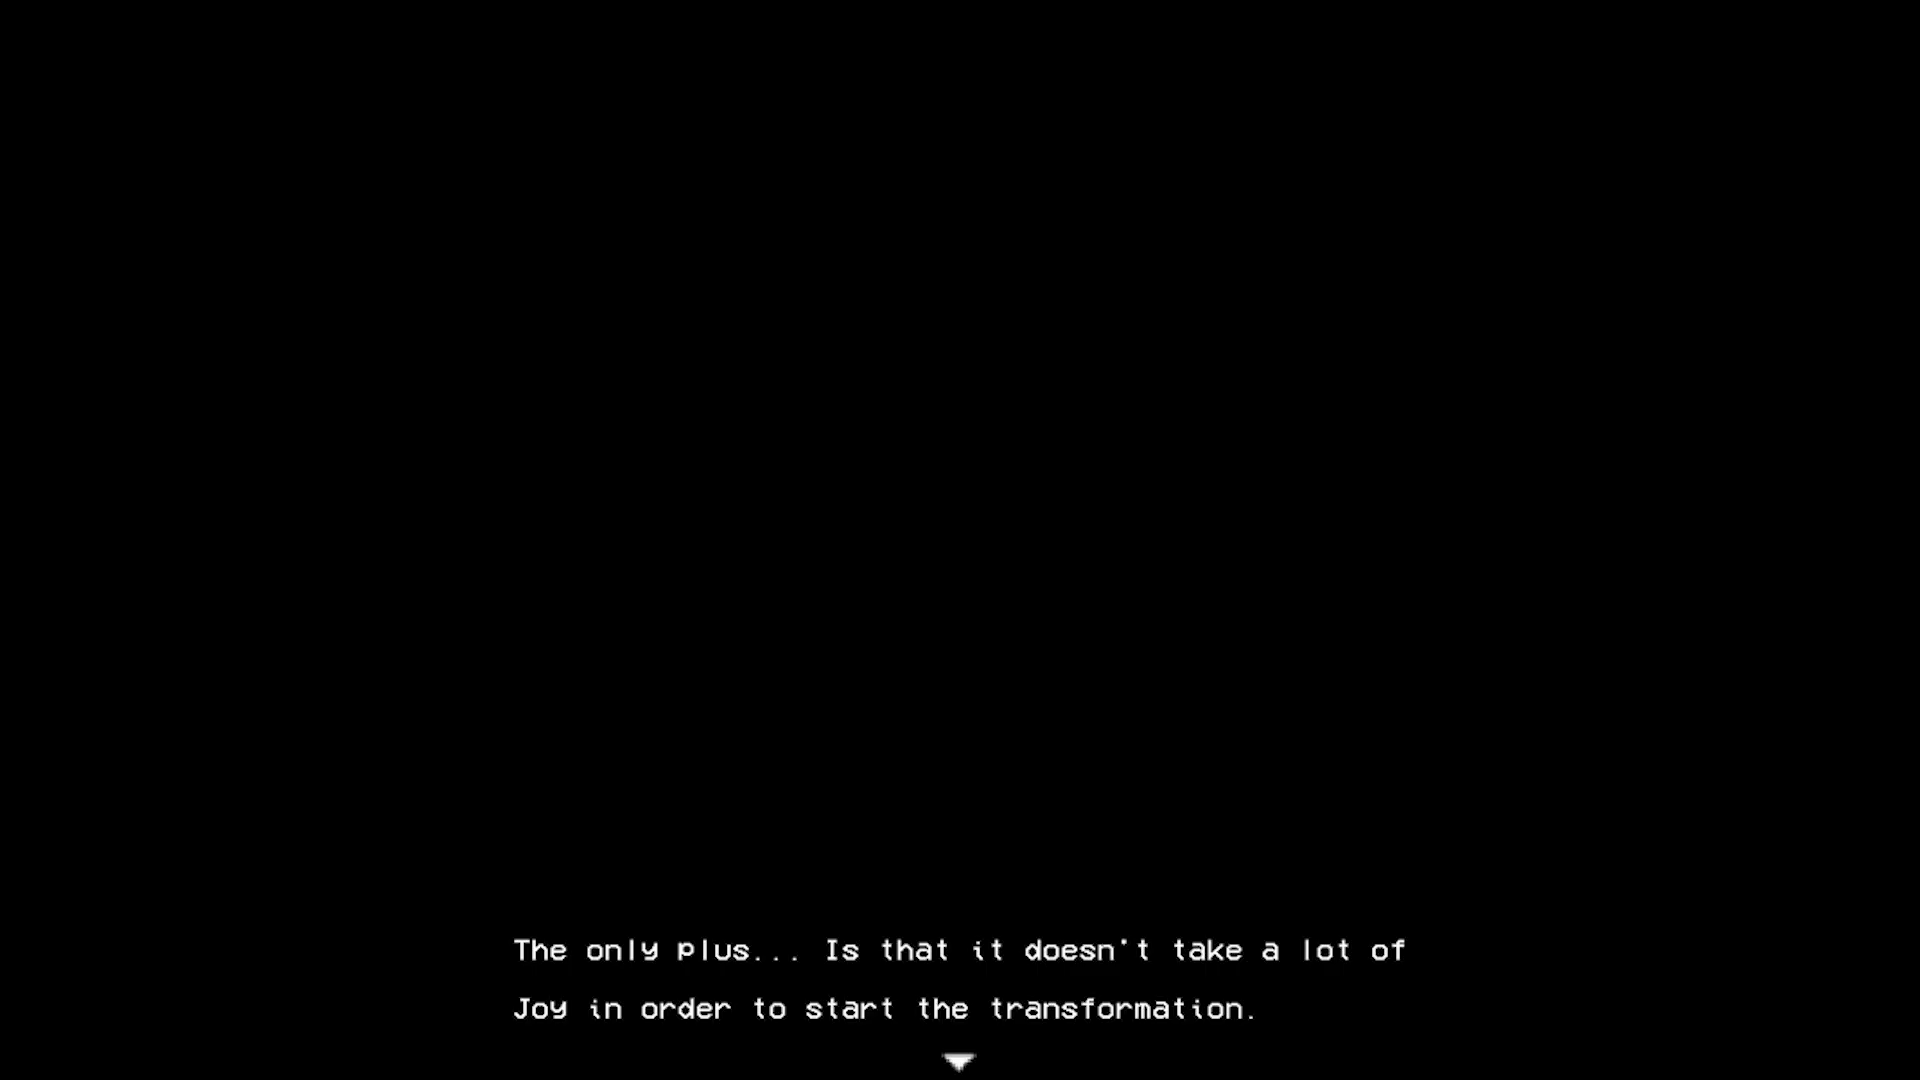 The only plus... Is that it doesn't take a lot of
Joy in order to start the transformation.